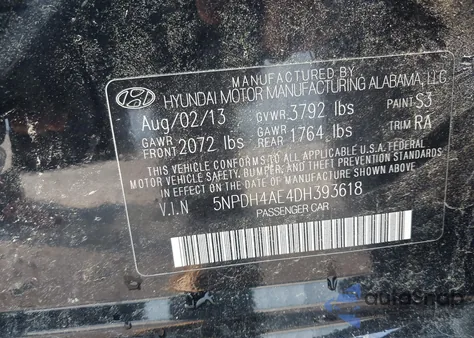 MANUFACTURED BY
HYUNDAI MOTOR MANUFACTURING ALABAMA, LLC
Aug/02/13 GVWR 3792 lbs PAINT S3
GAWR FRONT 2072 lbs GAWR REAR 1764 lbs TRIM RA
THIS VEHICLE CONFORMS TO ALL APPLICABLE U.S.A. FEDERAL
MOTOR VEHICLE SAFETY, BUMPER, AND THEFT PREVENTION STANDARDS
IN EFFECT ON THE DATE OF MANUFACTURE SHOWN ABOVE.
V.I.N 5NPDH4AE4DH393618
PASSENGER CAR